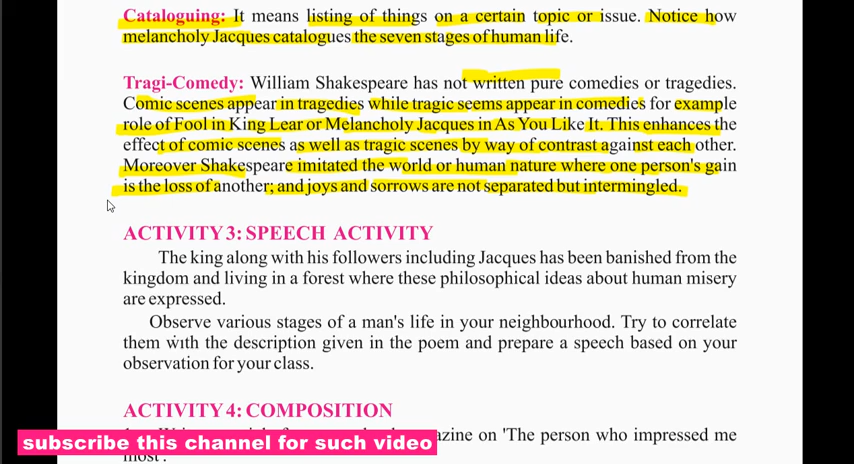 Cataloguing: It means listing of things on a certain topic or issue. Notice how
melancholy Jacques catalogues the seven stages of human life.
Tragi-Comedy: William Shakespeare has not written pure comedies or tragedies.
Comic scenes appear in tragedies while tragic seems appear in comedies for example
role of Fool in King Lear or Melancholy Jacques in As You Like It. This enhances the
effect of comic scenes as well as tragic scenes by way of contrast against each other.
Moreover Shakespeare imitated the world or human nature where one person's gain
is the loss of another; and joys and sorrows are not separated but intermingled.
ACTIVITY 3: SPEECH ACTIVITY
The king along with his followers including Jacques has been banished from the
kingdom and living in a forest where these philosophical ideas about human misery
are expressed.
Observe various stages of a man's life in your neighbourhood. Try to correlate
them with the description given in the poem and prepare a speech based on your
observation for your class.
ACTIVITY 4: COMPOSITION
azine on 'The person who impressed me
most'.
subscribe this channel for such video